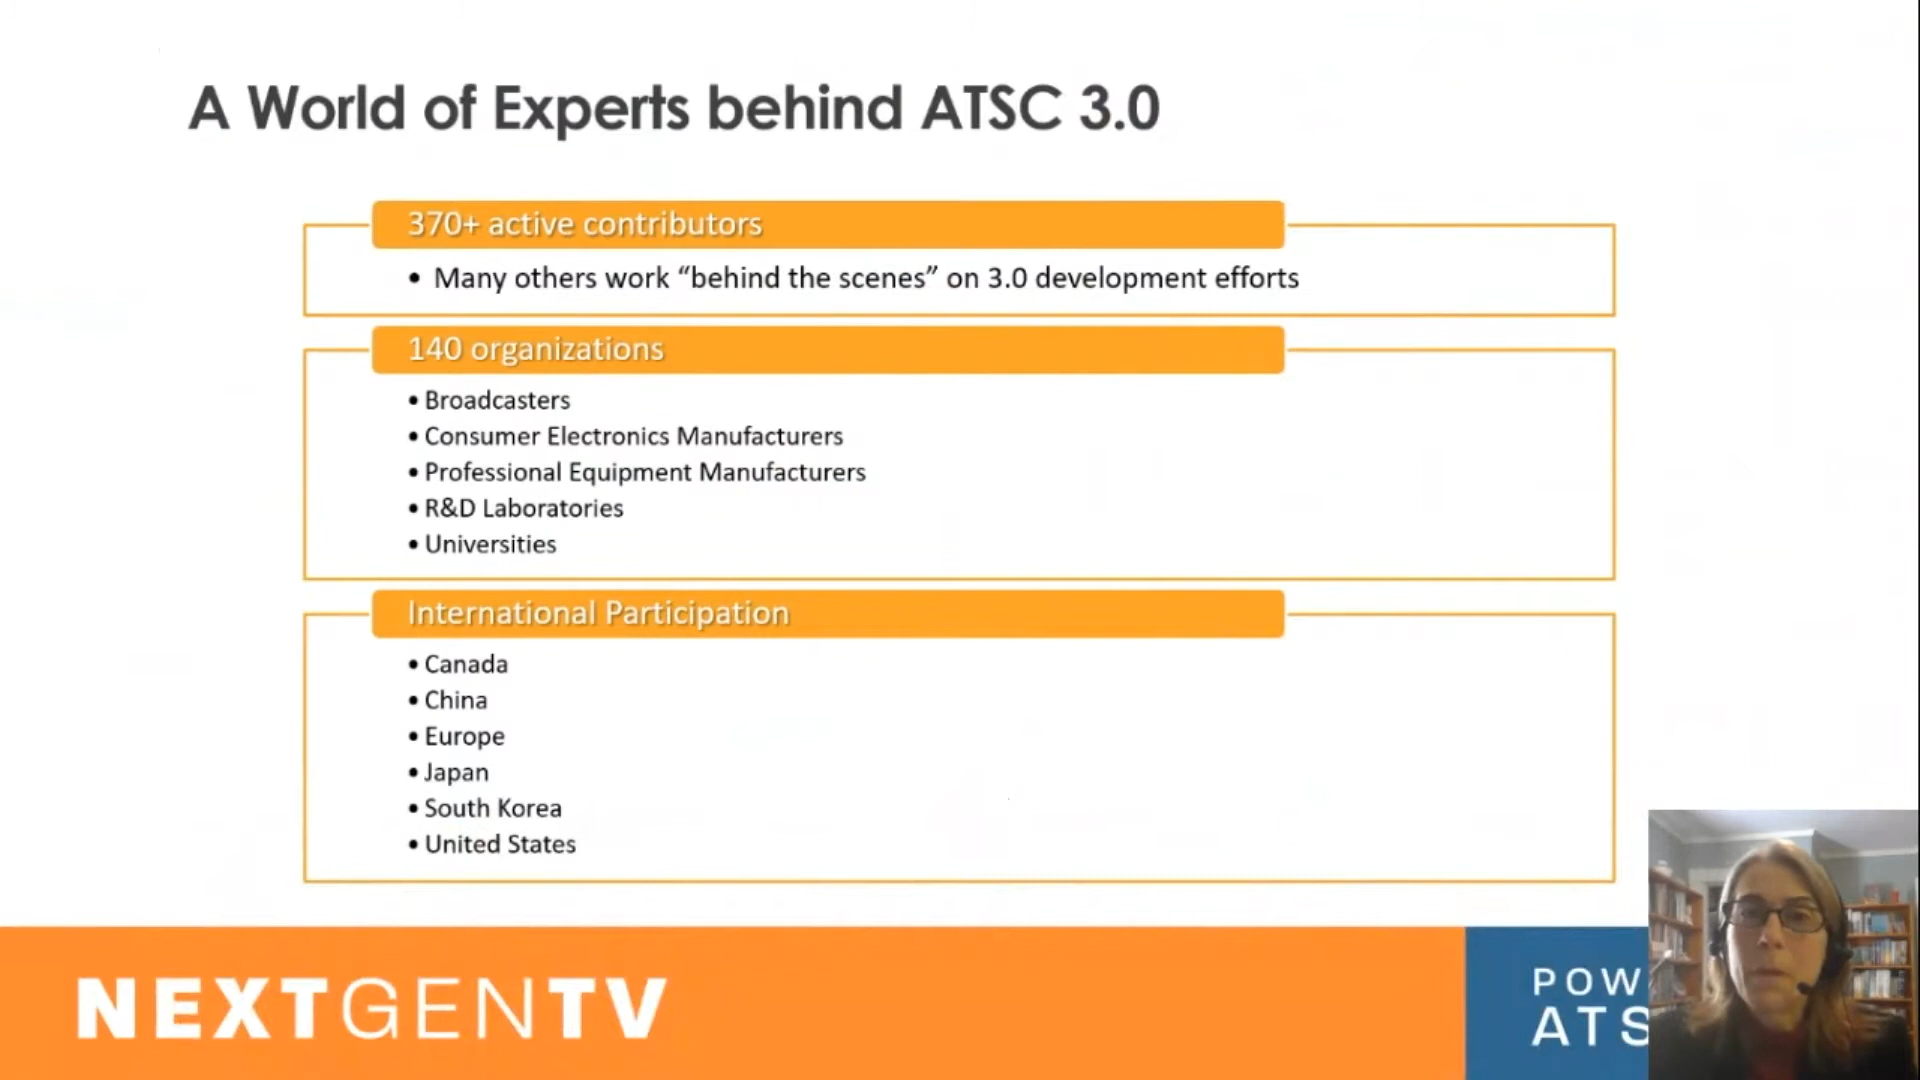 A World of Experts behind ATSC 3.0
370+ active contributors
• Many others work “behind the scenes” on 3.0 development efforts
140 organizations
• Broadcasters
• Consumer Electronics Manufacturers
• Professional Equipment Manufacturers
• R&D Laboratories
• Universities
International Participation
• Canada
• China
• Europe
• Japan
• South Korea
• United States
NEXTGENTV
POW
ATS